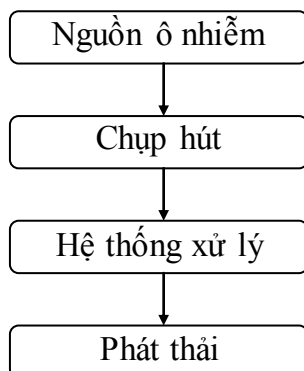 Nguồn ô nhiễm
Chụp hút
Hệ thống xử lý
Phát thải